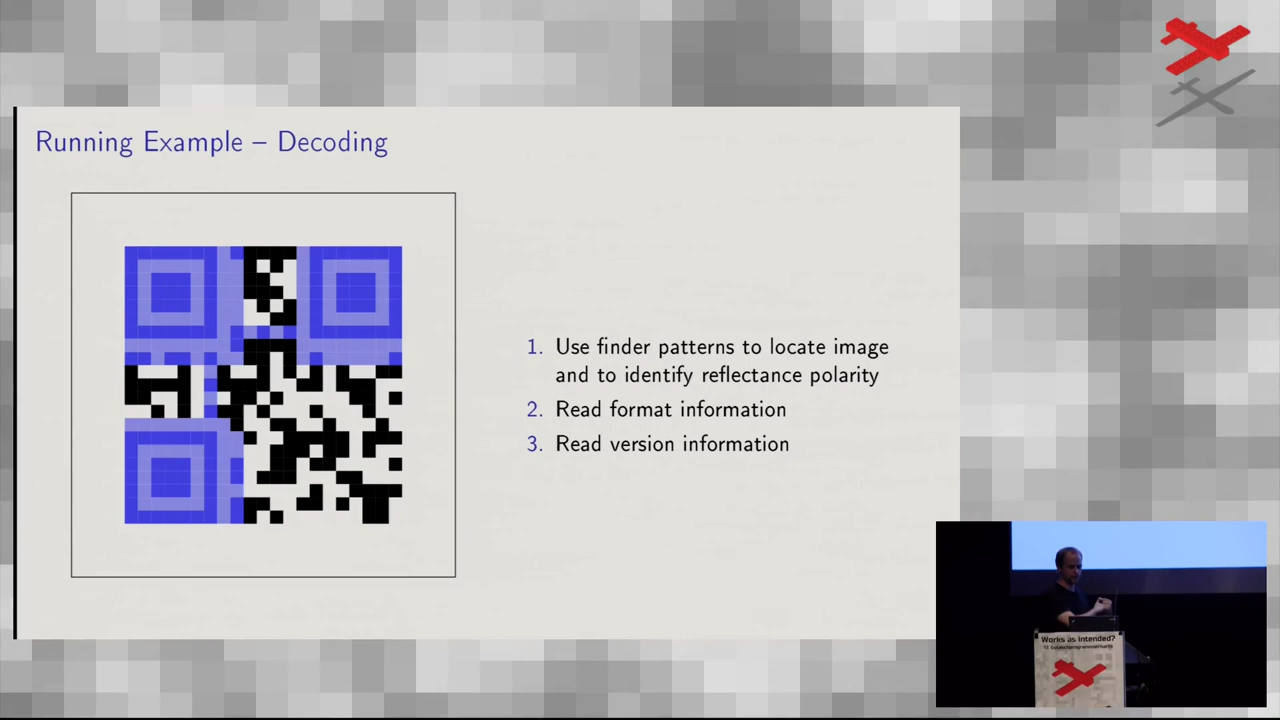 Running Example – Decoding
1. Use finder patterns to locate image
and to identify reflectance polarity
2. Read format information
3. Read version information
Works as intended?